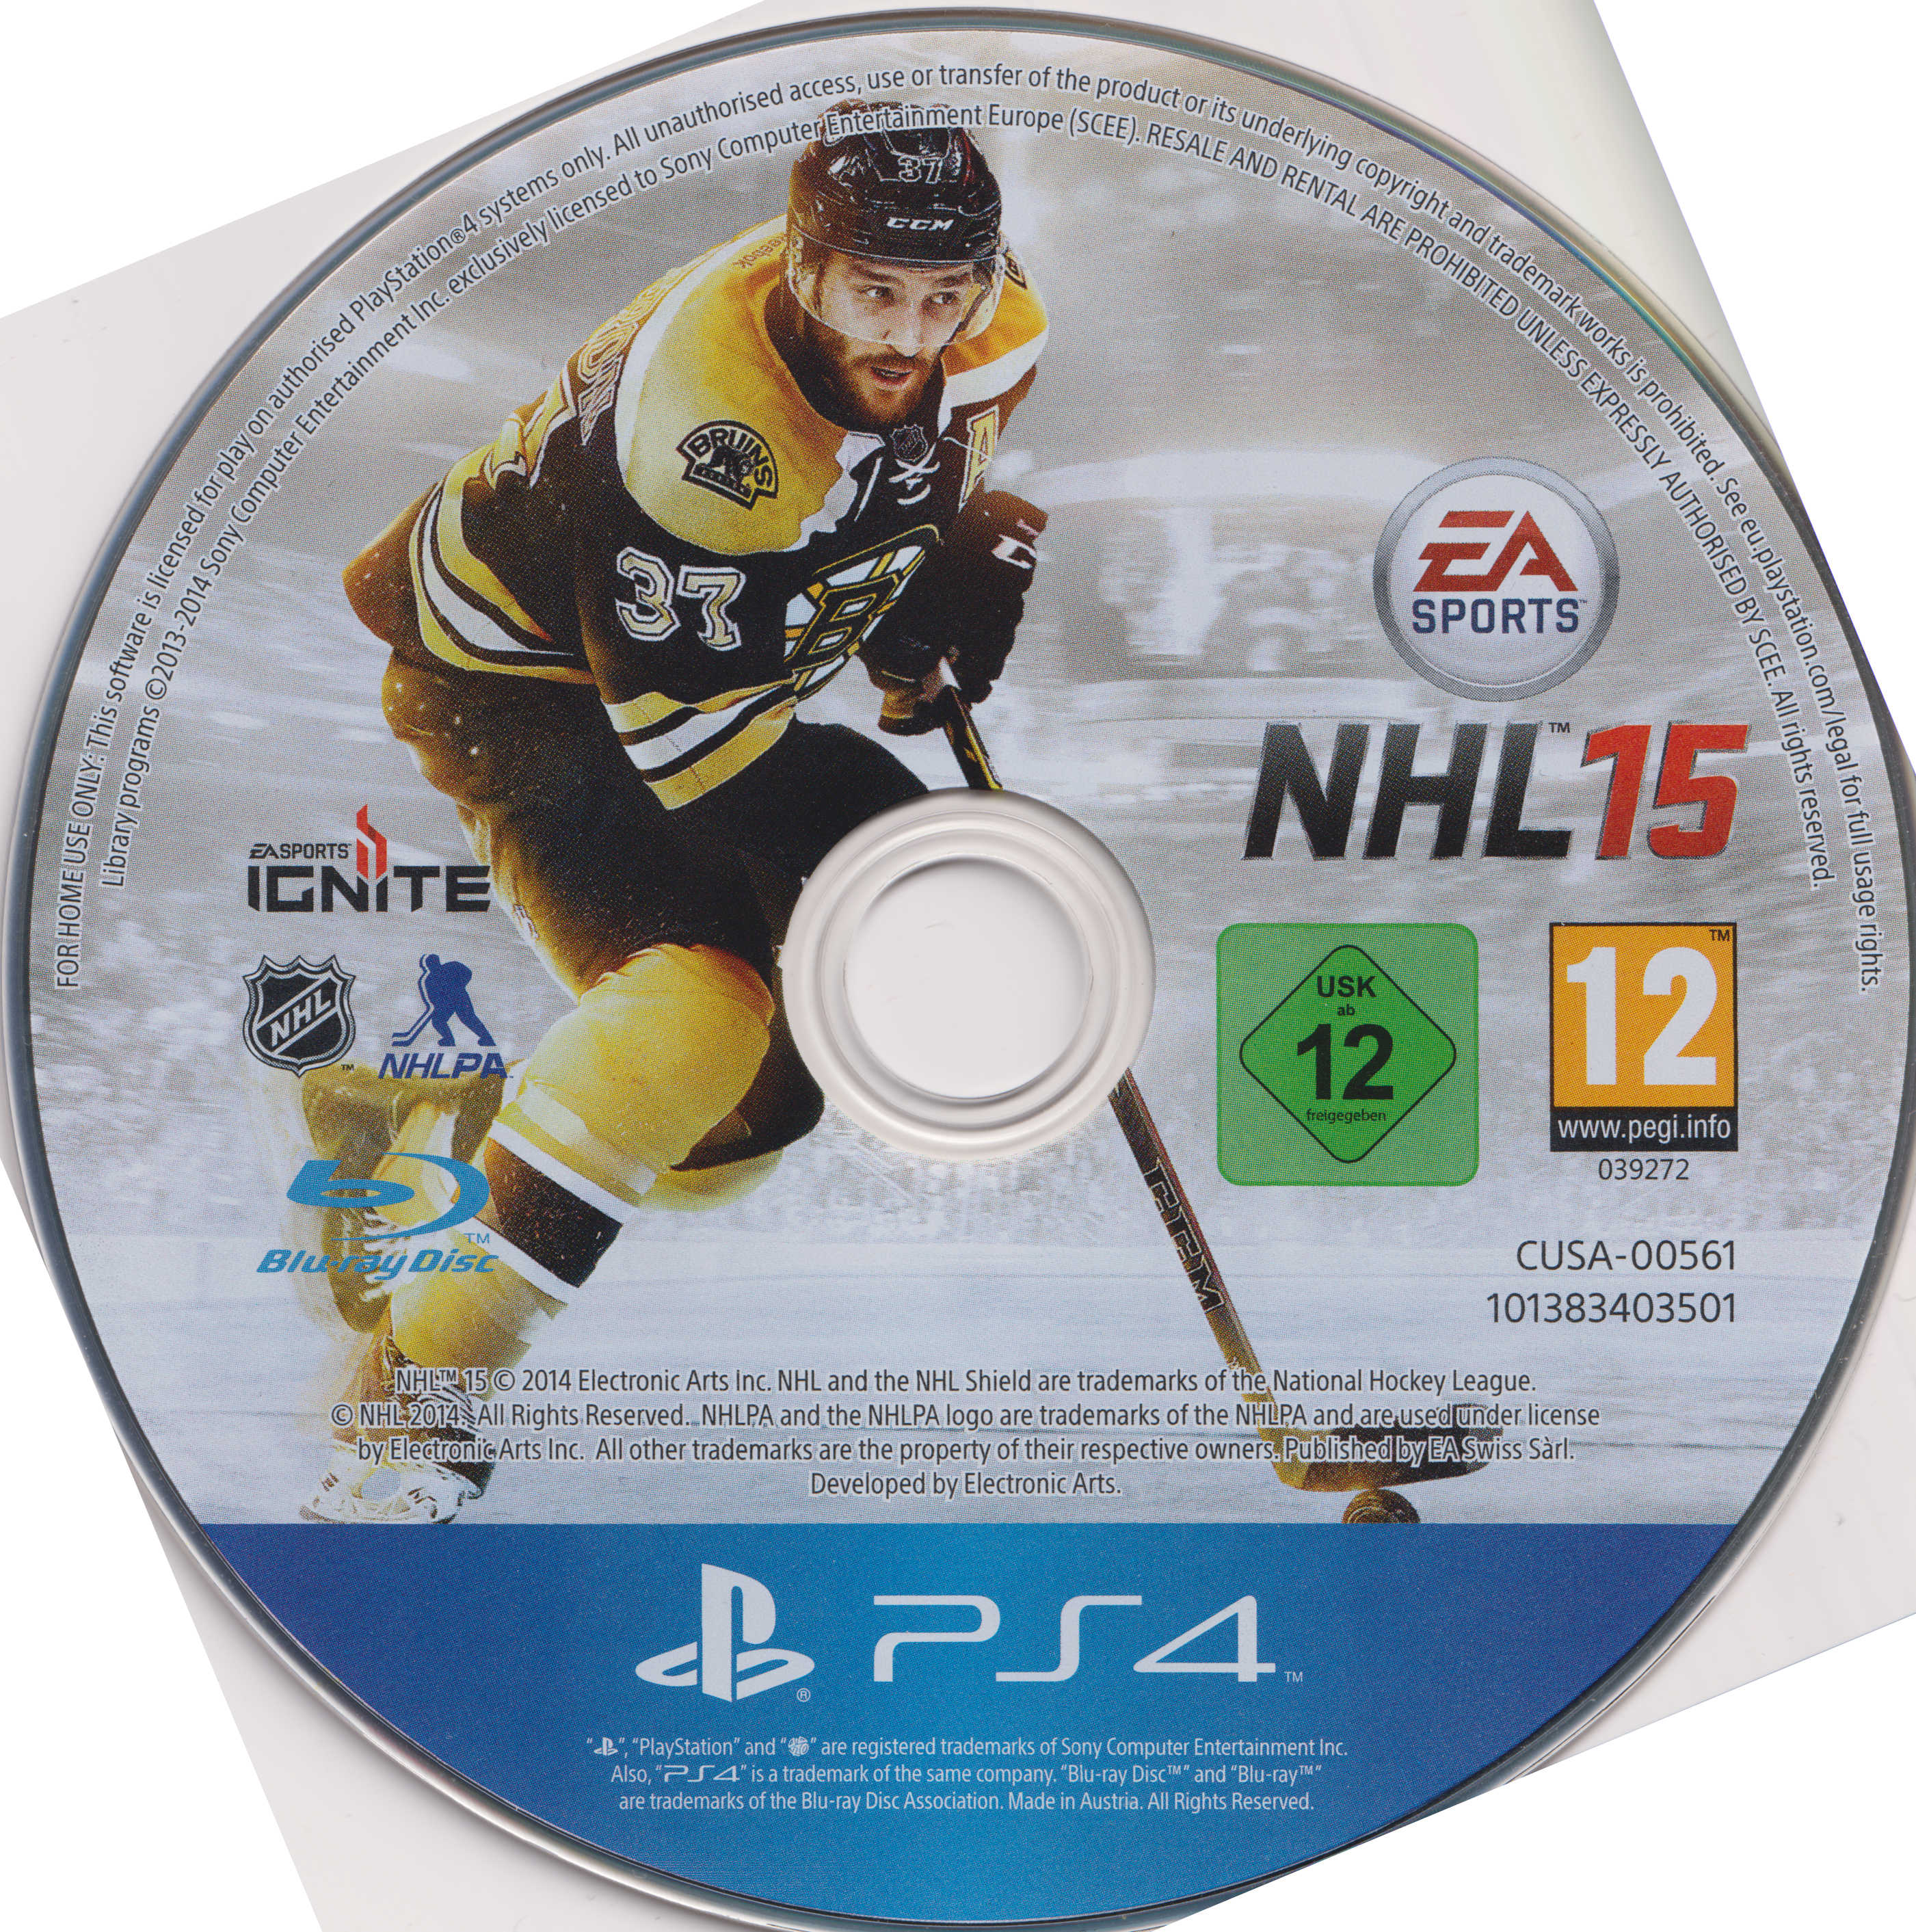 FOR HOME USE ONLY: This software is licensed for play on authorised PlayStation®4 systems only. All unauthorised access, use or transfer of the product or its underlying copyright and trademark works is prohibited. See eu.playstation.com/legal for full usage rights.
Library programs ©2013-2014 Sony Computer Entertainment Inc. exclusively licensed to Sony Computer Entertainment Europe (SCEE). RESALE AND RENTAL ARE PROHIBITED UNLESS EXPRESSLY AUTHORISED BY SCEE. All rights reserved.
37
CCM
Reebok
A
BRUINS
37
B
EA
SPORTS™
NHL™15
EA SPORTS™
IGNITE
NHL™
NHLPA™
USK
ab
12
freigegeben
12™
www.pegi.info
039272
Blu-ray Disc™
CCM
CUSA-00561
101383403501
NHL™ 15 © 2014 Electronic Arts Inc. NHL and the NHL Shield are trademarks of the National Hockey League.
© NHL 2014. All Rights Reserved. NHLPA and the NHLPA logo are trademarks of the NHLPA and are used under license
by Electronic Arts Inc. All other trademarks are the property of their respective owners. Published by EA Swiss Sàrl.
Developed by Electronic Arts.
PS4™
®
“ ”, “PlayStation” and “ ” are registered trademarks of Sony Computer Entertainment Inc.
Also, “PS4” is a trademark of the same company. “Blu-ray Disc™” and “Blu-ray™”
are trademarks of the Blu-ray Disc Association. Made in Austria. All Rights Reserved.